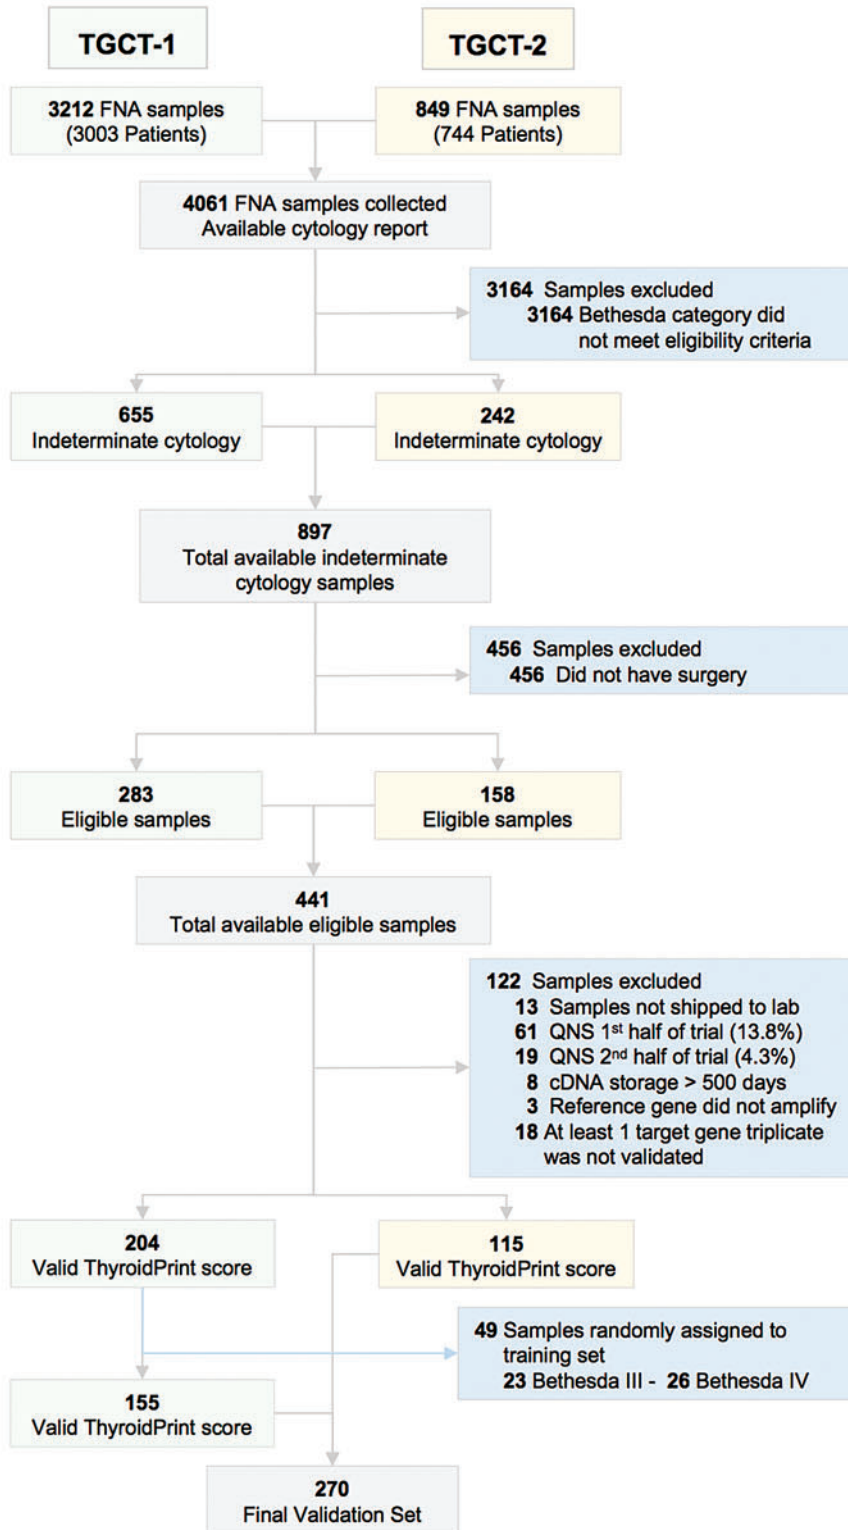 TGCT-1
TGCT-2
3212 FNA samples
(3003 Patients)
849 FNA samples
(744 Patients)
4061 FNA samples collected
Available cytology report
3164 Samples excluded
3164 Bethesda category did
not meet eligibility criteria
655
Indeterminate cytology
242
Indeterminate cytology
897
Total available indeterminate
cytology samples
456 Samples excluded
456 Did not have surgery
283
Eligible samples
158
Eligible samples
441
Total available eligible samples
122 Samples excluded
13 Samples not shipped to lab
61 QNS 1st half of trial (13.8%)
19 QNS 2nd half of trial (4.3%)
8 cDNA storage > 500 days
3 Reference gene did not amplify
18 At least 1 target gene triplicate
was not validated
204
Valid ThyroidPrint score
115
Valid ThyroidPrint score
49 Samples randomly assigned to
training set
23 Bethesda III - 26 Bethesda IV
155
Valid ThyroidPrint score
270
Final Validation Set